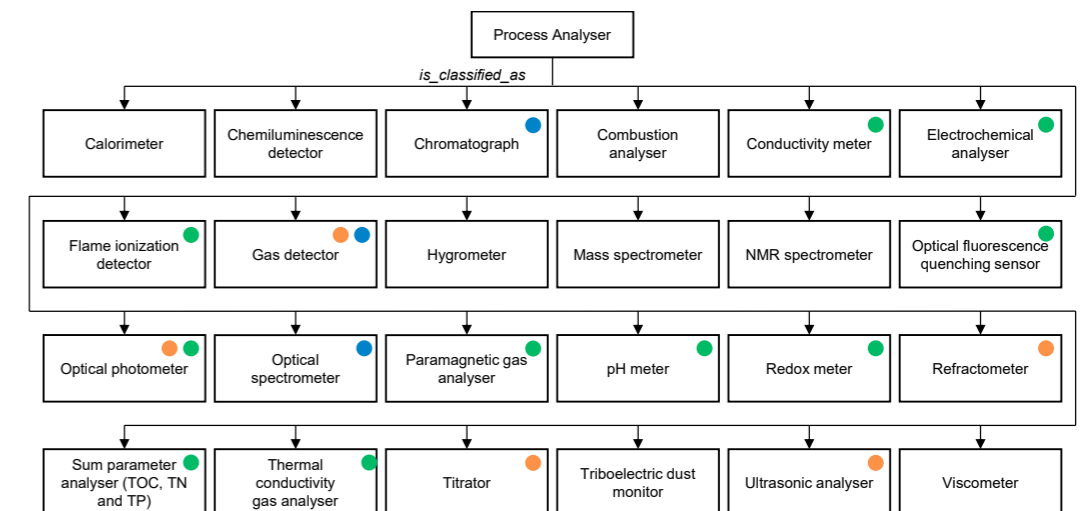 Process Analyser
is_classified_as
Calorimeter
Chemiluminescence
detector
Chromatograph
Combustion
analyser
Conductivity meter
Electrochemical
analyser
Flame ionization
detector
Gas detector
Hygrometer
Mass spectrometer
NMR spectrometer
Optical fluorescence
quenching sensor
Optical photometer
Optical
spectrometer
Paramagnetic gas
analyser
pH meter
Redox meter
Refractometer
Sum parameter
analyser (TOC, TN
and TP)
Thermal
conductivity
gas analyser
Titrator
Triboelectric dust
monitor
Ultrasonic analyser
Viscometer